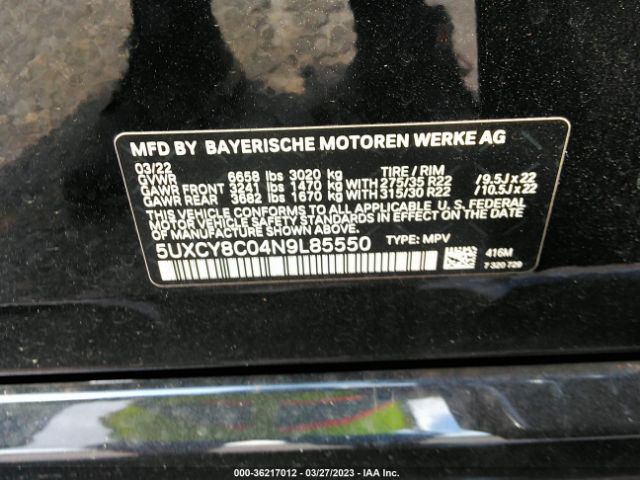 MFD BY BAYERISCHE MOTOREN WERKE AG
03/22
GVWR 6658 lbs 3020 kg TIRE / RIM
GAWR FRONT 3241 lbs 1470 kg WITH 275/35 R22 /9.5J x 22
GAWR REAR 3682 lbs 1670 kg WITH 315/30 R22 /10.5J x 22
THIS VEHICLE CONFORMS TO ALL APPLICABLE U.S. FEDERAL
MOTOR VEHICLE SAFETY STANDARDS IN EFFECT ON THE DATE
OF MANUFACTURE SHOWN ABOVE.
5UXCY8C04N9L85550 TYPE: MPV
416M
7 320 729
000-36217012 — 03/27/2023 — IAA Inc.